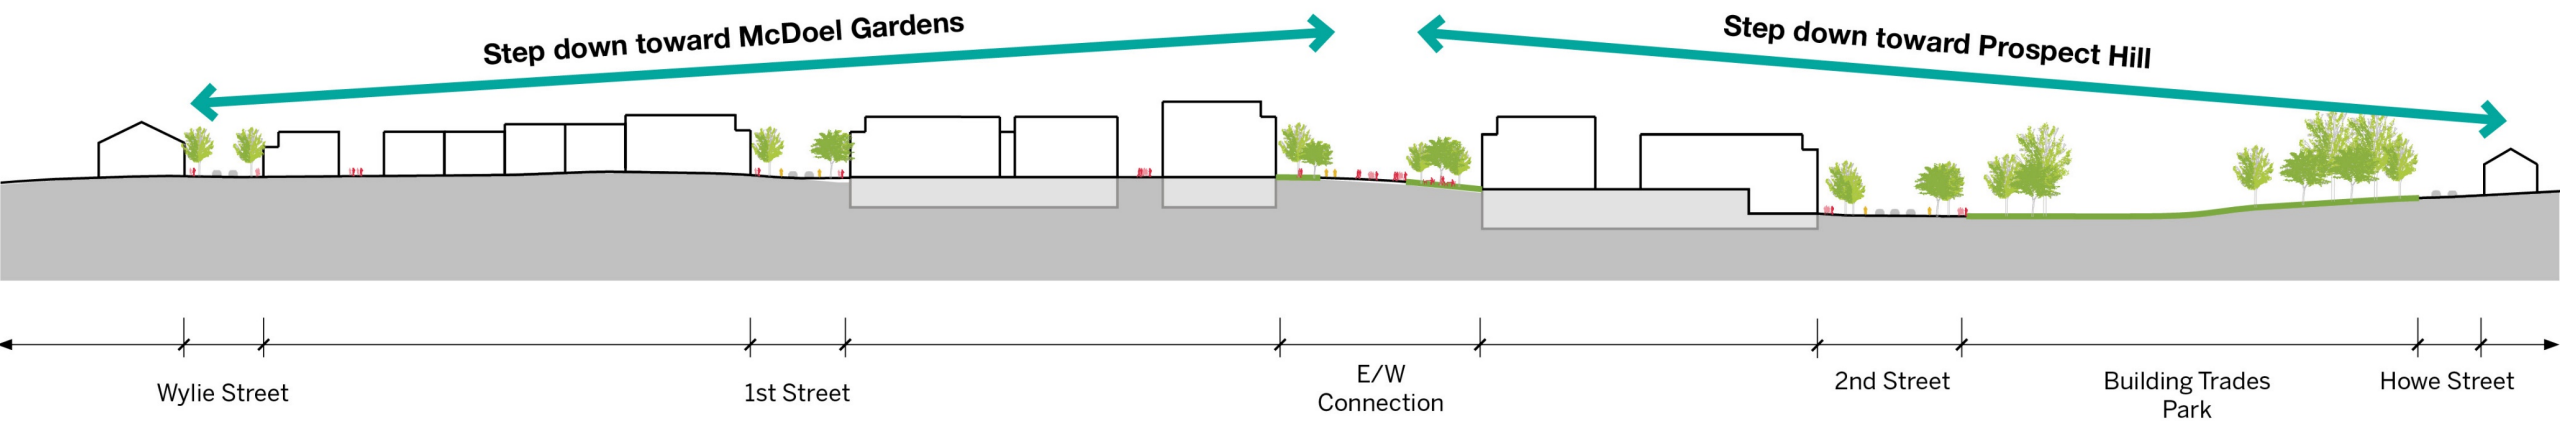 Step down toward McDoel Gardens
Step down toward Prospect Hill
Wylie Street
1st Street
E/W
Connection
2nd Street
Building Trades
Park
Howe Street